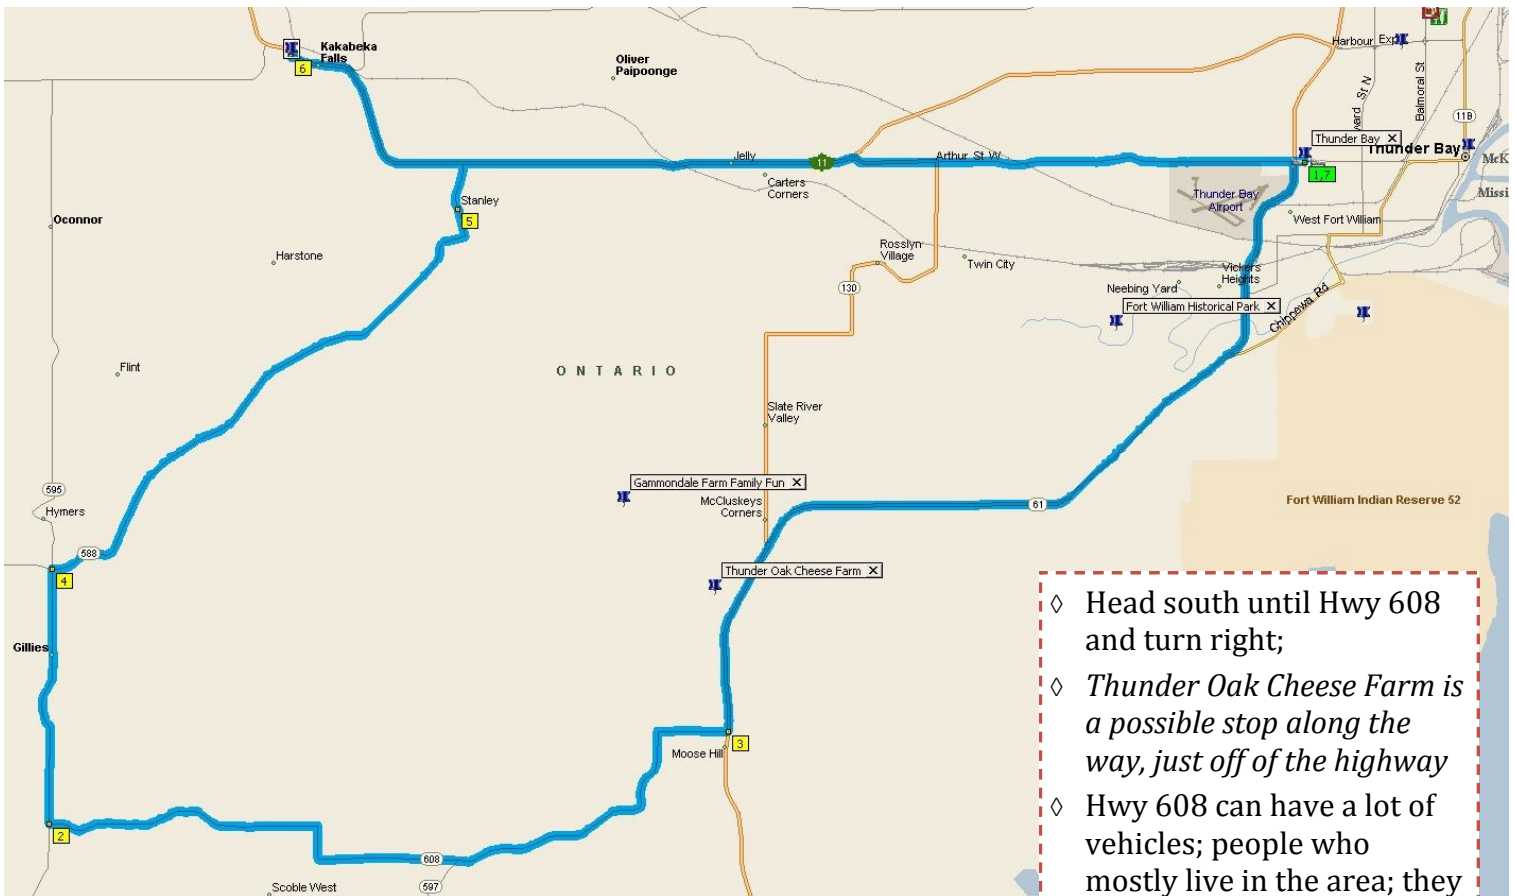 Kakabeka
Falls
6
Oliver
Paipoonge
Harbour Exp
Balmoral St
11B
Thunder Bay
Thunder Bay
1,7
Jelly
11
Arthur St W
Carters
Corners
Thunder Bay
Airport
West Fort William
Stanley
5
Oconnor
Harstone
Rosslyn
Village
Twin City
130
Vickers
Heights
Neebing Yard
Fort William Historical Park
Chippewa Rd
Flint
ONTARIO
Slate River
Valley
595
Hymers
588
4
Gammondale Farm Family Fun
McCluskeys
Corners
61
Fort William Indian Reserve 52
Thunder Oak Cheese Farm
Gillies
3
Moose Hill
2
608
597
Scoble West
◊ Head south until Hwy 608
and turn right;
◊ Thunder Oak Cheese Farm is
a possible stop along the
way, just off of the highway
◊ Hwy 608 can have a lot of
vehicles; people who
mostly live in the area; they